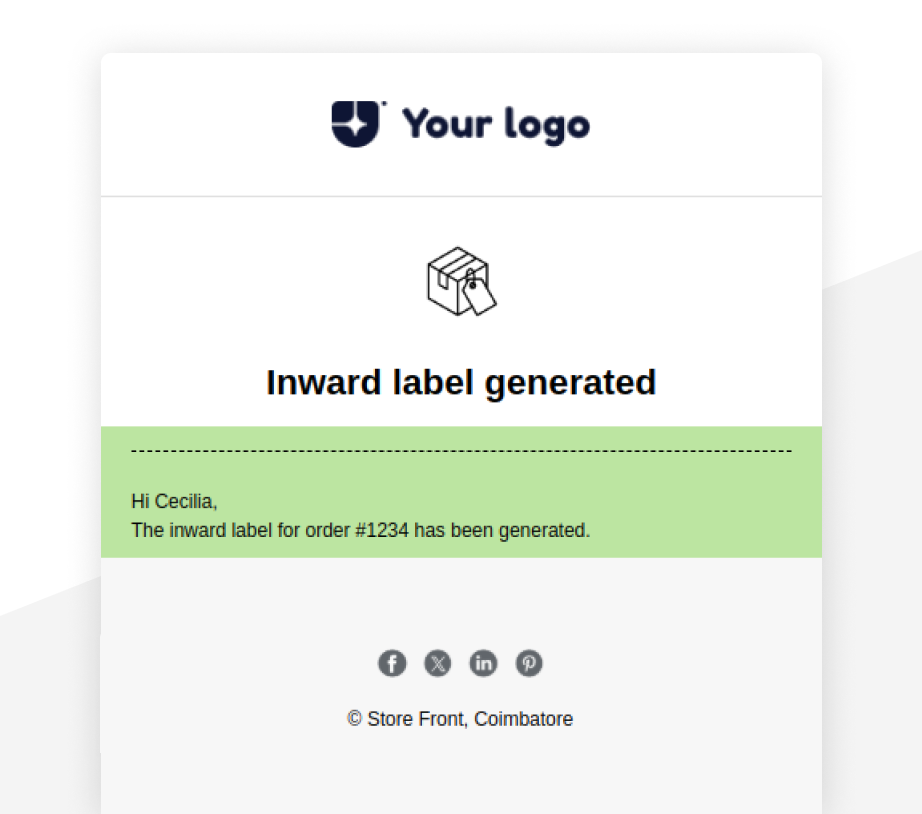 Your logo
Inward label generated
Hi Cecilia,
The inward label for order #1234 has been generated.
© Store Front, Coimbatore